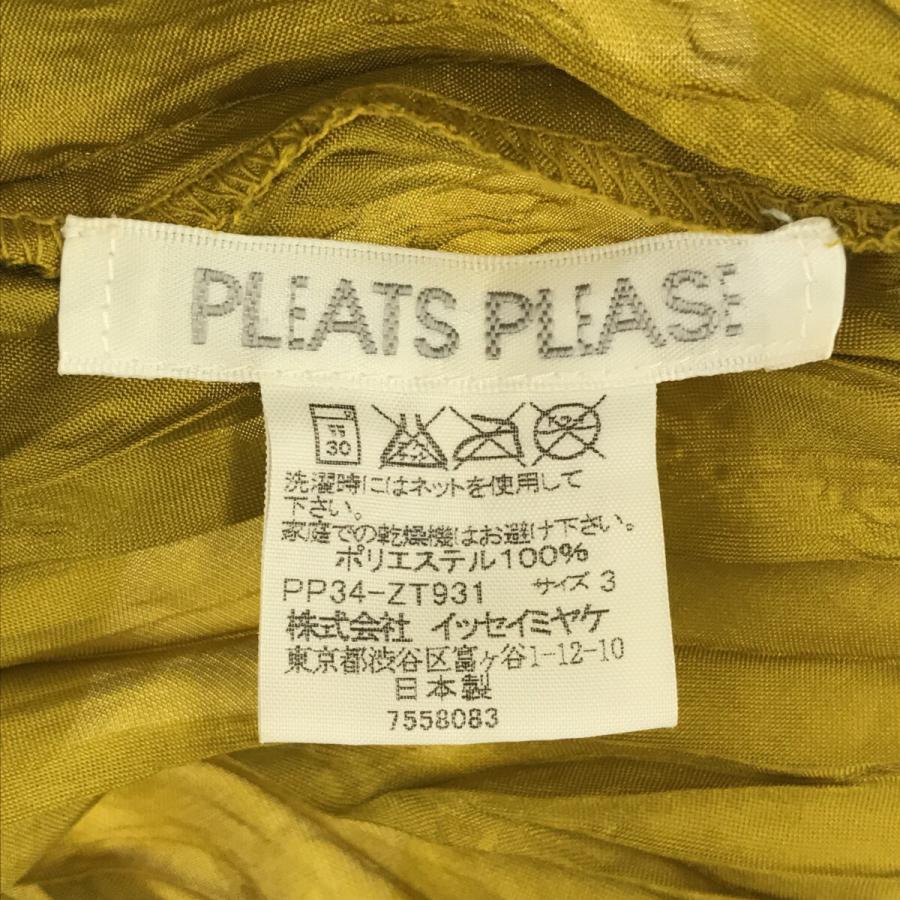 PLEATS PLEASE
30
洗濯時にはネットを使用して
下さい。
家庭での乾燥機はお避け下さい。
ポリエステル100%
PP34-ZT931 サイズ 3
株式会社 イッセイミヤケ
東京都渋谷区富ヶ谷1-12-10
日本製
7558083